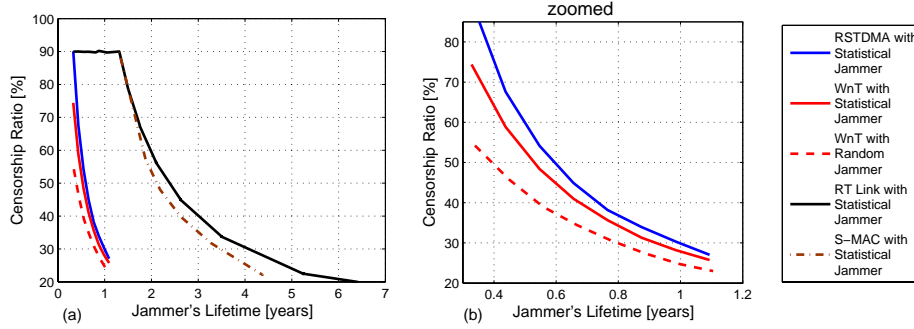 zoomed
100
90
80
70
60
50
40
30
20
Censorship Ratio [%]
0 1 2 3 4 5 6 7
(a)
Jammer's Lifetime [years]
80
70
60
50
40
30
20
Censorship Ratio [%]
0.4 0.6 0.8 1 1.2
(b)
Jammer's Lifetime [years]
RSTDMA with
Statistical
Jammer
WnT with
Statistical
Jammer
WnT with
Random
Jammer
RT Link with
Statistical
Jammer
S−MAC with
Statistical
Jammer